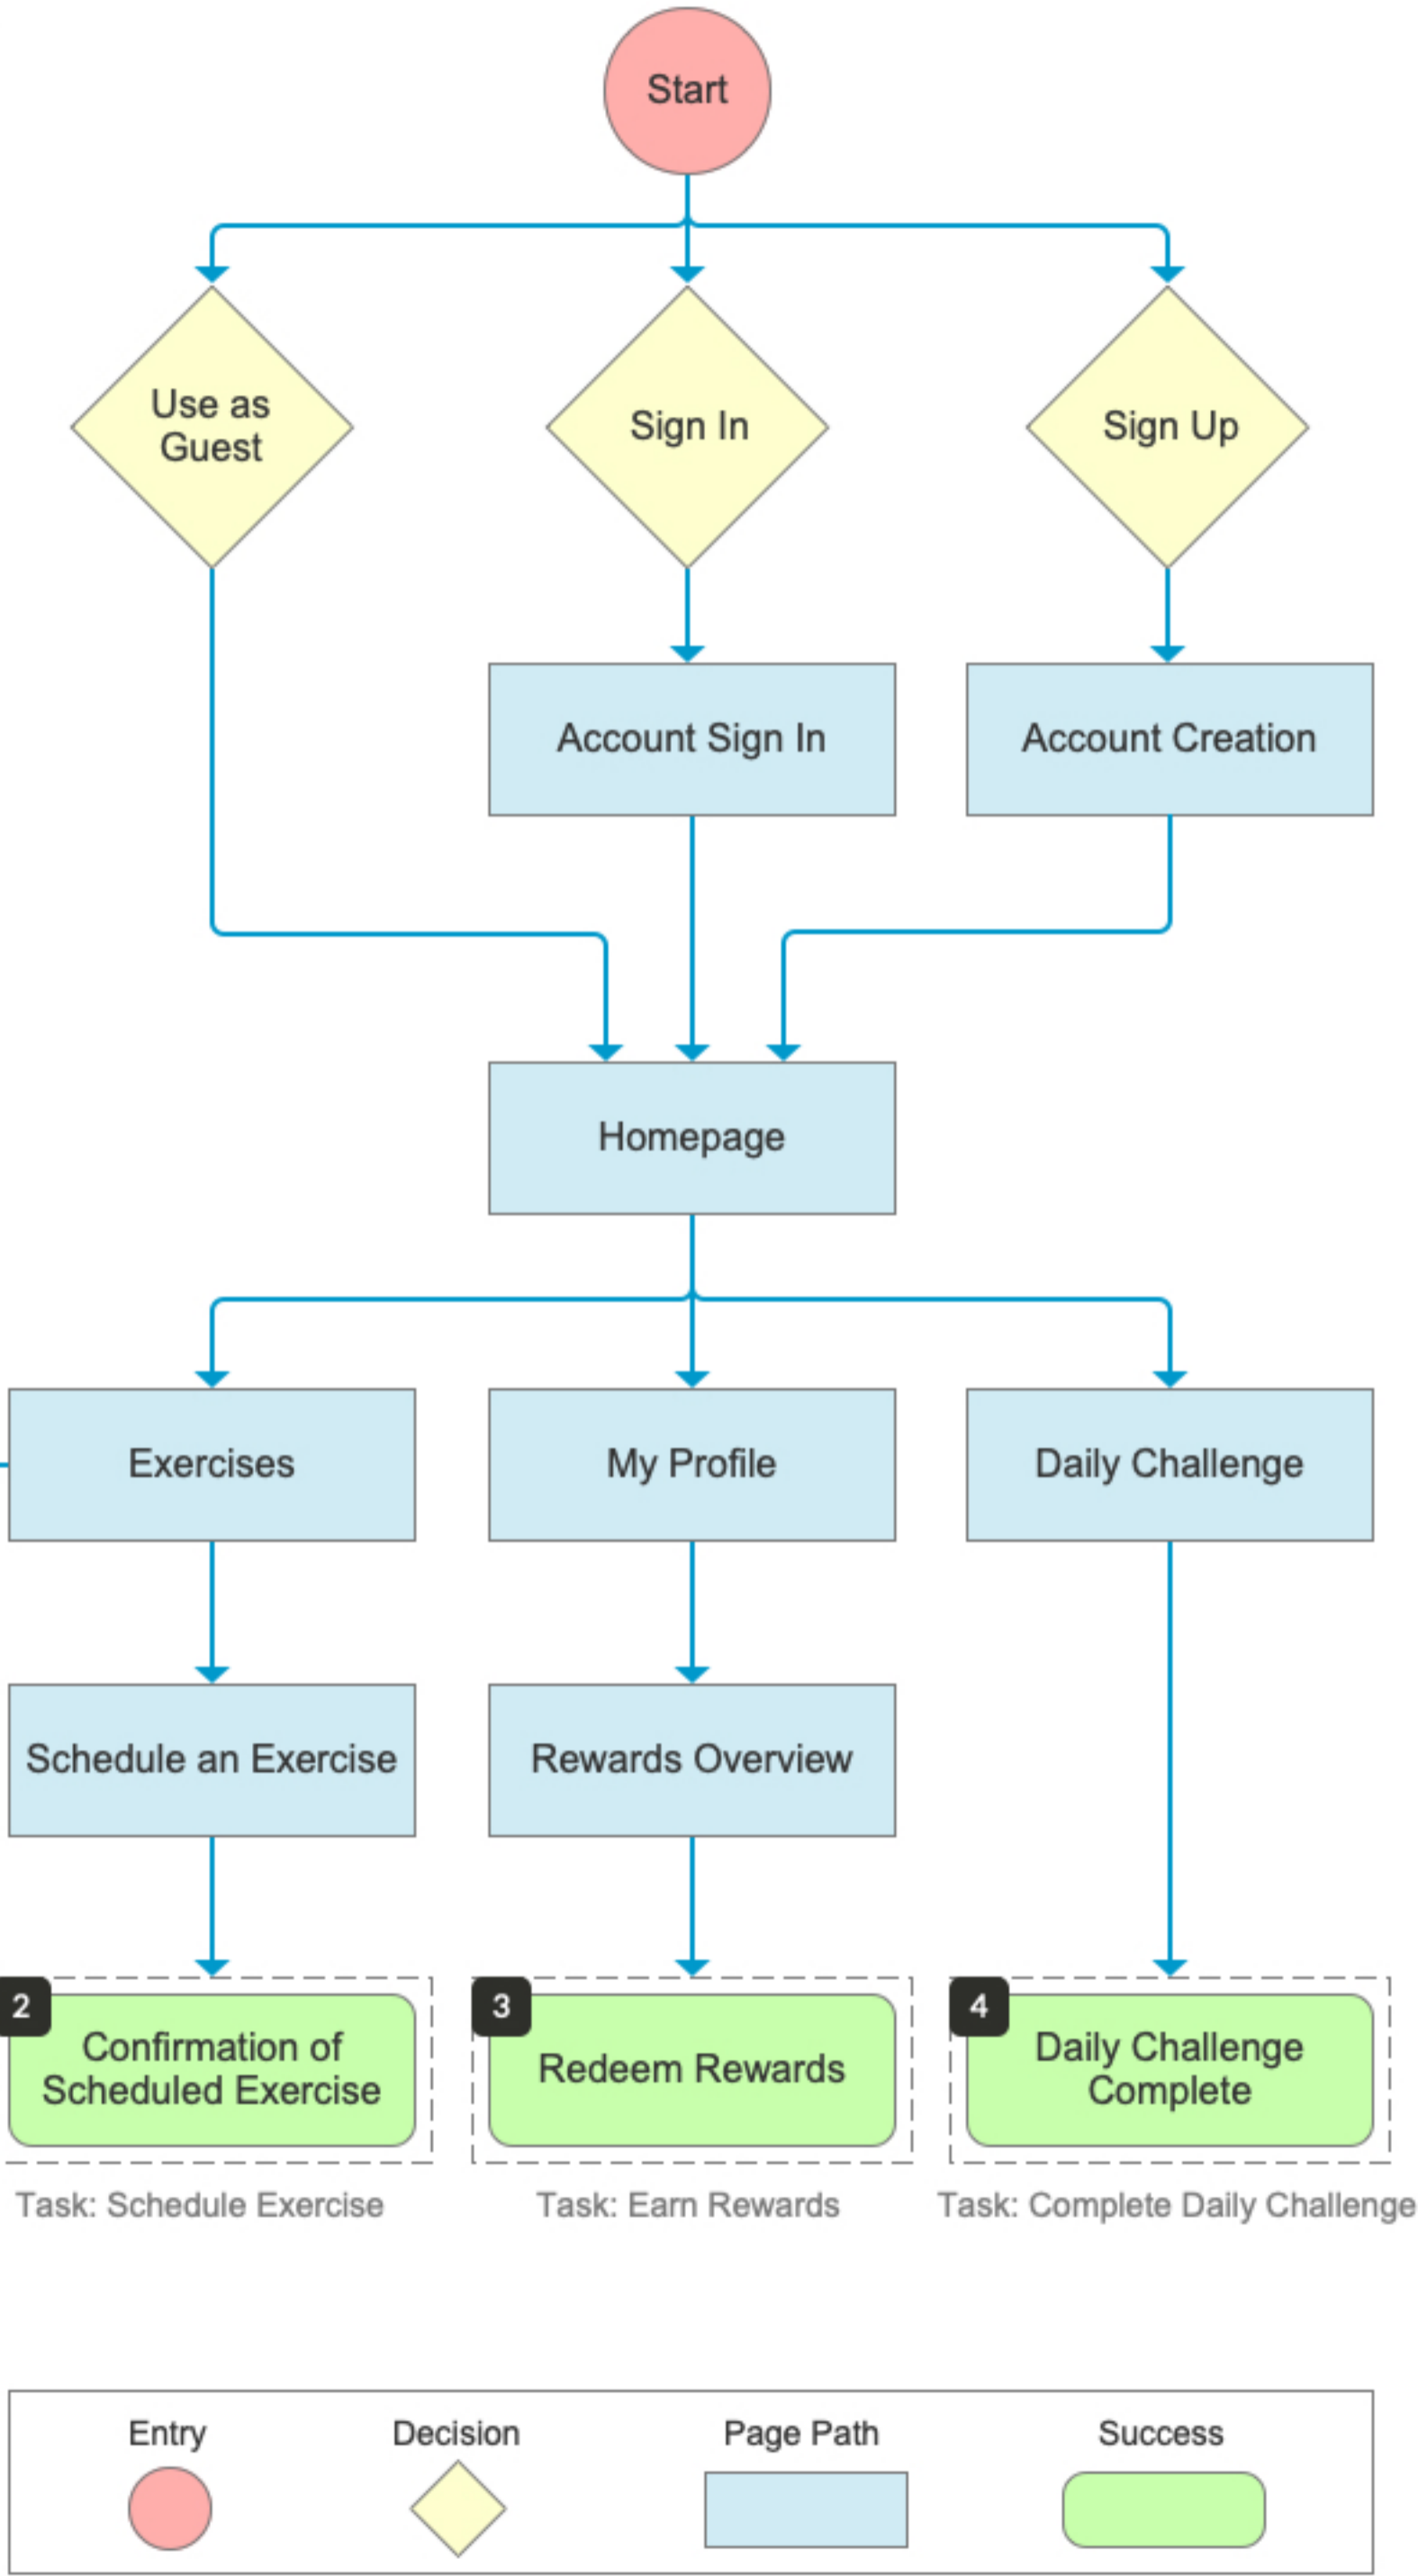 Start
Use as
Guest
Sign In
Sign Up
Account Sign In
Account Creation
Homepage
Exercises
My Profile
Daily Challenge
Schedule an Exercise
Rewards Overview
2
Confirmation of
Scheduled Exercise
3
Redeem Rewards
4
Daily Challenge
Complete
Task: Schedule Exercise
Task: Earn Rewards
Task: Complete Daily Challenge
Entry
Decision
Page Path
Success